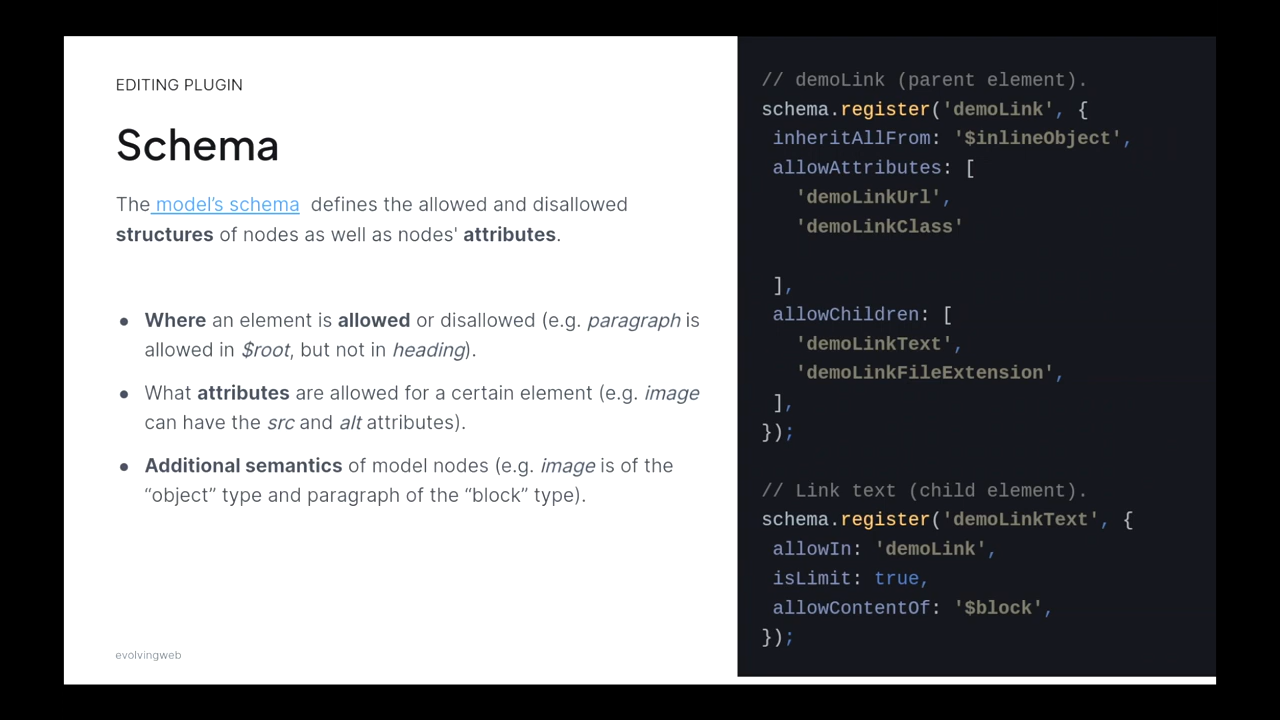 EDITING PLUGIN
Schema
The model's schema defines the allowed and disallowed
structures of nodes as well as nodes' attributes.
● Where an element is allowed or disallowed (e.g. paragraph is
allowed in $root, but not in heading).
● What attributes are allowed for a certain element (e.g. image
can have the src and alt attributes).
● Additional semantics of model nodes (e.g. image is of the
“object” type and paragraph of the “block” type).
evolvingweb
// demoLink (parent element).
schema.register('demoLink', {
 inheritAllFrom: '$inlineObject',
 allowAttributes: [
   'demoLinkUrl',
   'demoLinkClass'
 ],
 allowChildren: [
   'demoLinkText',
   'demoLinkFileExtension',
 ],
});
// Link text (child element).
schema.register('demoLinkText', {
 allowIn: 'demoLink',
 isLimit: true,
 allowContentOf: '$block',
});